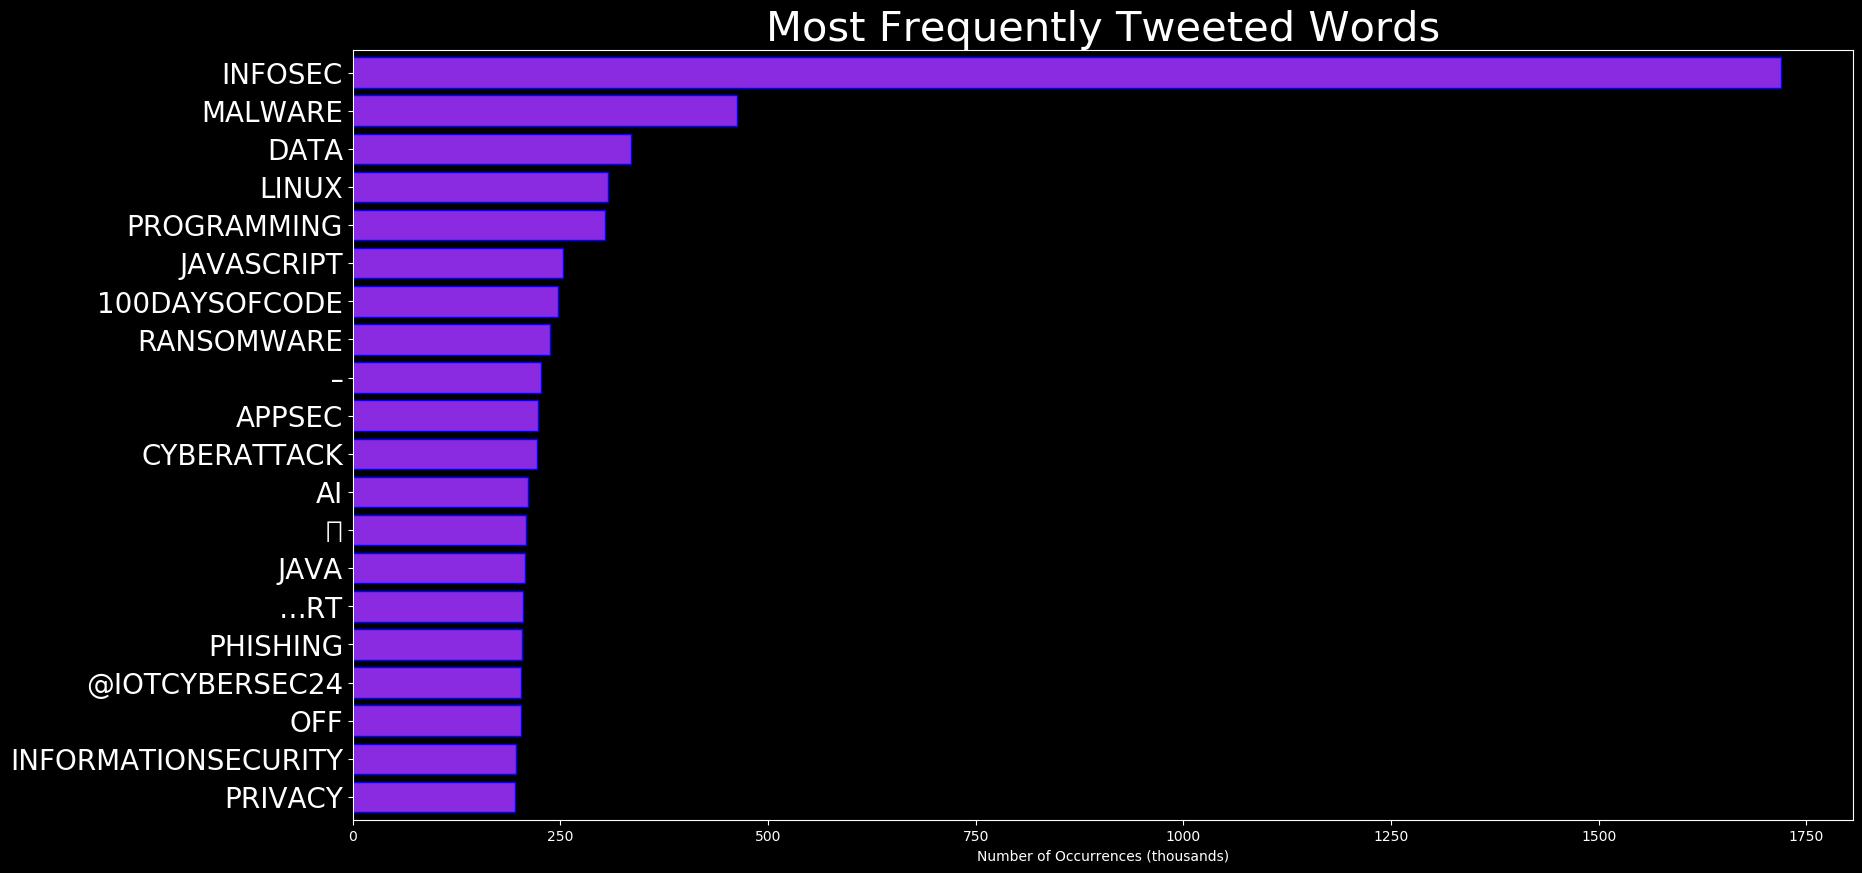 Most Frequently Tweeted Words
INFOSEC
MALWARE
DATA
LINUX
PROGRAMMING
JAVASCRIPT
100DAYSOFCODE
RANSOMWARE
–
APPSEC
CYBERATTACK
AI
▯
JAVA
…RT
PHISHING
@IOTCYBERSEC24
OFF
INFORMATIONSECURITY
PRIVACY
0 250 500 750 1000 1250 1500 1750
Number of Occurrences (thousands)